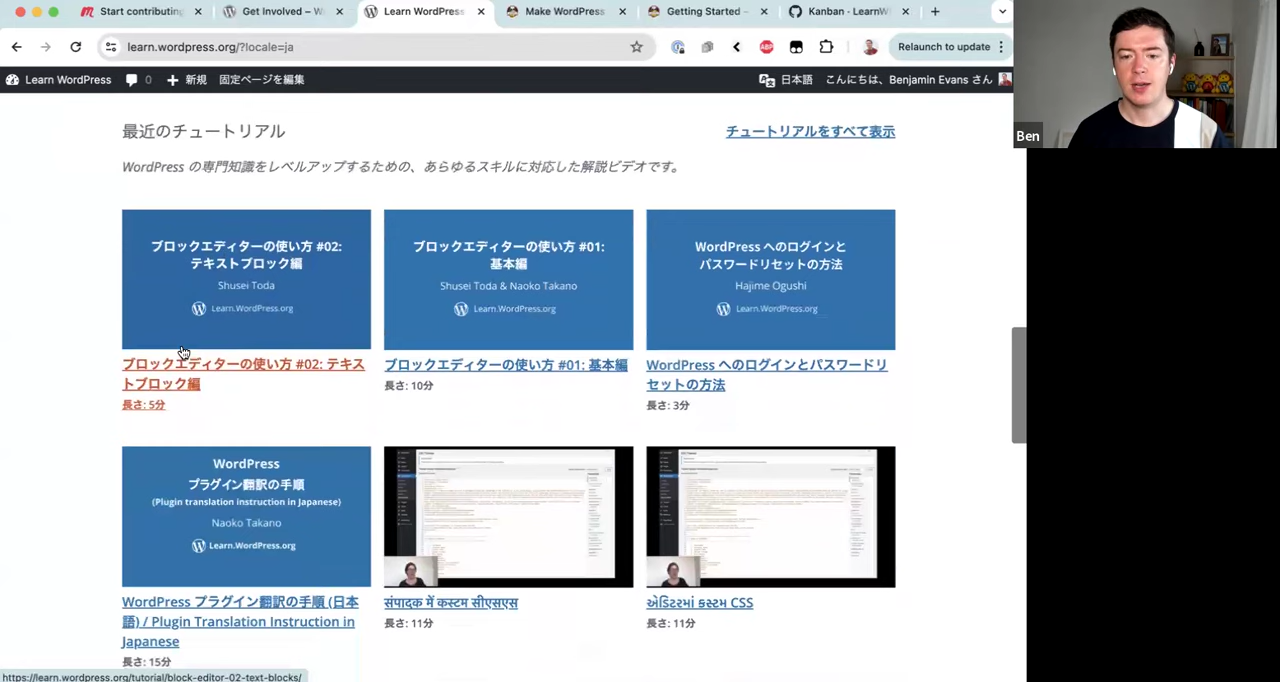 Start contributing
Get Involved – W
Learn WordPress
Make WordPress
Getting Started –
Kanban · LearnW
learn.wordpress.org/?locale=ja
ABP
Relaunch to update
Learn WordPress
0
新規
固定ページを編集
日本語
こんにちは、Benjamin Evans さん
Ben
最近のチュートリアル
チュートリアルをすべて表示
WordPress の専門知識をレベルアップするための、あらゆるスキルに対応した解説ビデオです。
ブロックエディターの使い方 #02:
テキストブロック編
Shusei Toda
Learn.WordPress.org
ブロックエディターの使い方 #01:
基本編
Shusei Toda & Naoko Takano
Learn.WordPress.org
WordPress へのログインと
パスワードリセットの方法
Hajime Ogushi
Learn.WordPress.org
ブロックエディターの使い方 #02: テキス
トブロック編
長さ: 5分
ブロックエディターの使い方 #01: 基本編
長さ: 10分
WordPress へのログインとパスワードリ
セットの方法
長さ: 3分
WordPress
プラグイン翻訳の手順
(Plugin translation instruction in Japanese)
Naoko Takano
Learn.WordPress.org
WordPress プラグイン翻訳の手順 (日本
語) / Plugin Translation Instruction in
Japanese
長さ: 15分
संपादक में कस्टम सीएसएस
長さ: 11分
એડિટરમાં કસ્ટમ CSS
長さ: 11分
https://learn.wordpress.org/tutorial/block-editor-02-text-blocks/